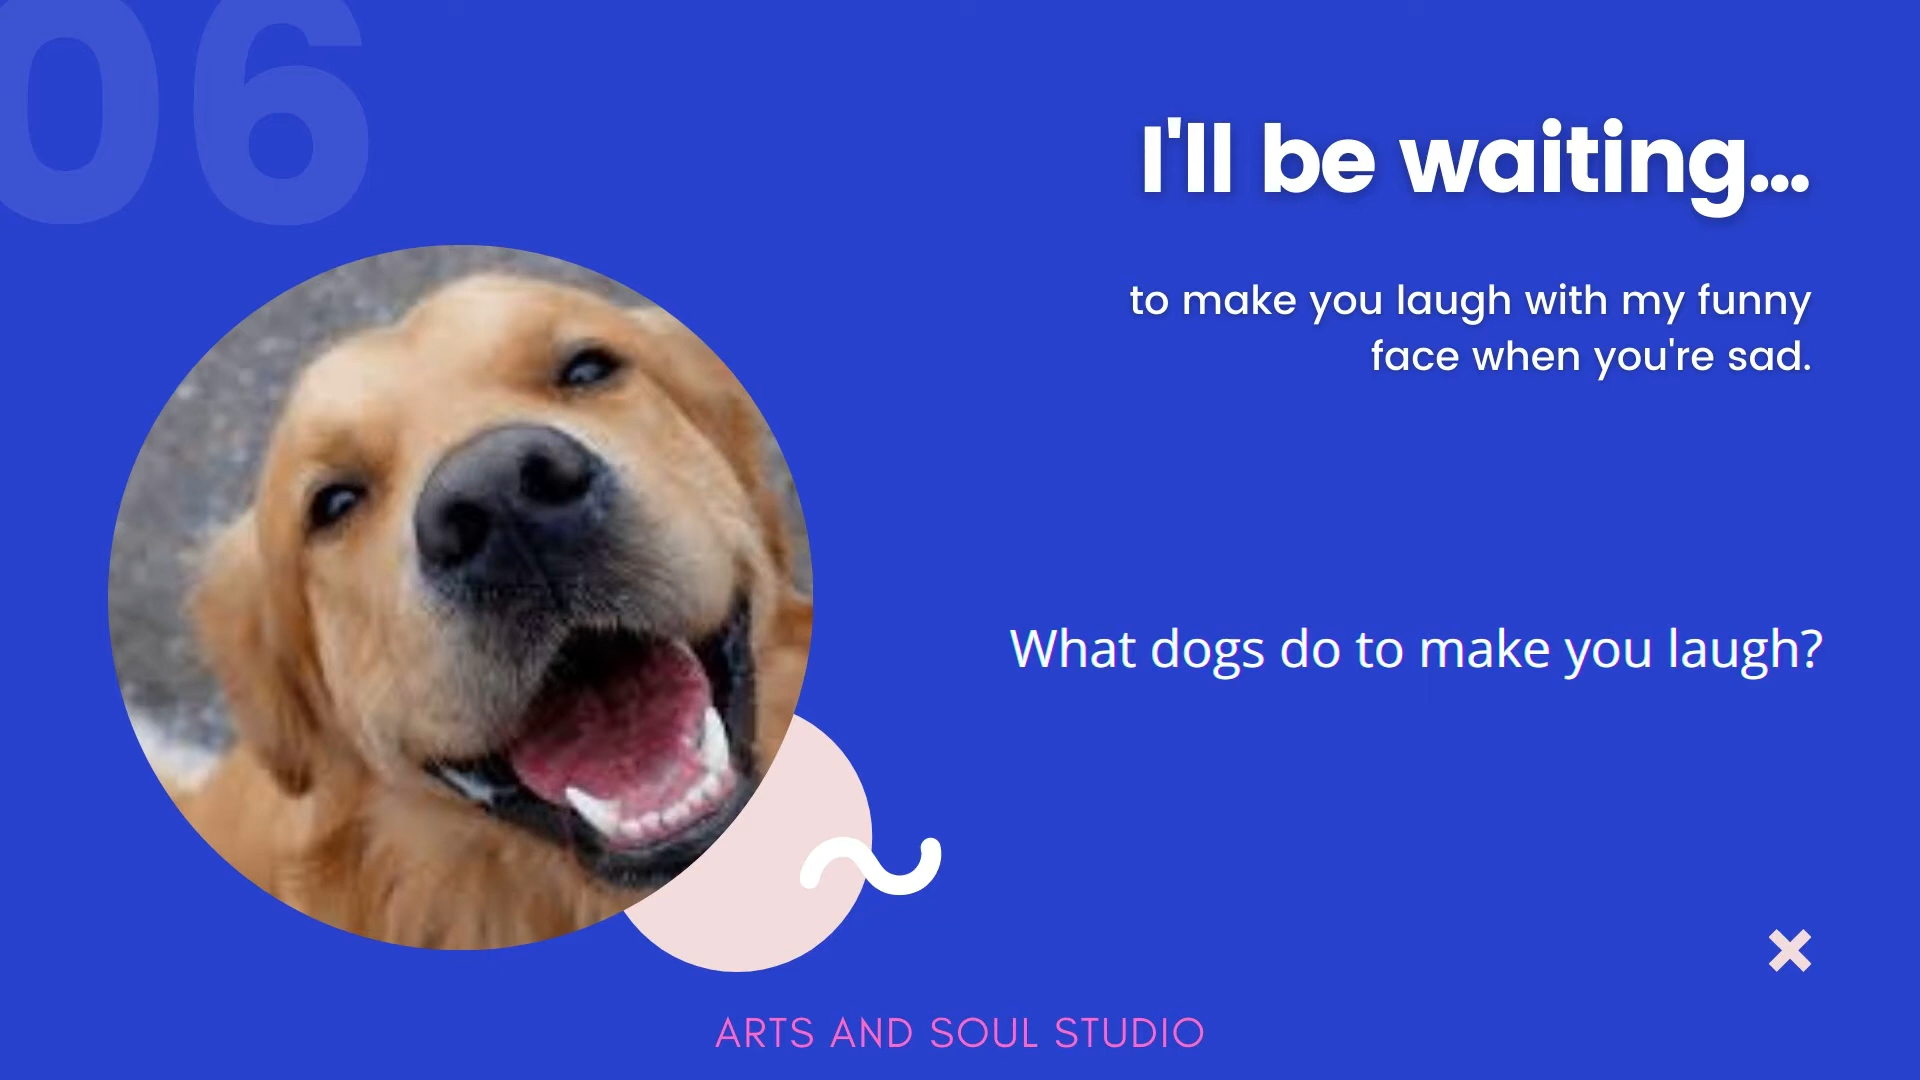 06
I'll be waiting...
to make you laugh with my funny
face when you're sad.
What dogs do to make you laugh?
ARTS AND SOUL STUDIO